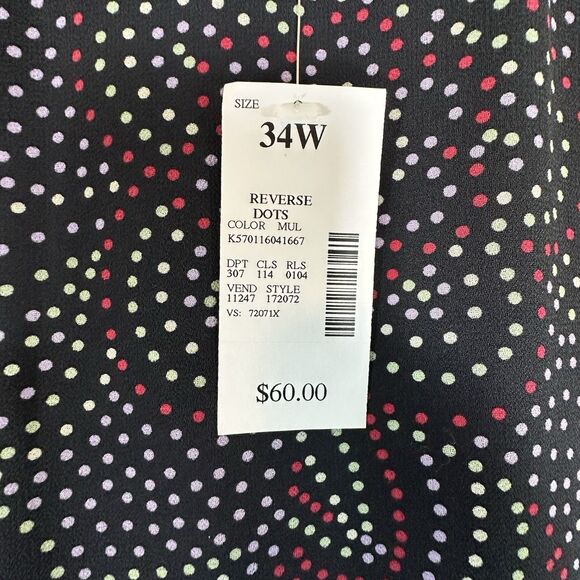 SIZE
34W
REVERSE
DOTS
COLOR MUL
K570116041667
DPT CLS RLS
307 114 0104
VEND STYLE
11247 172072
VS: 72071X
$60.00